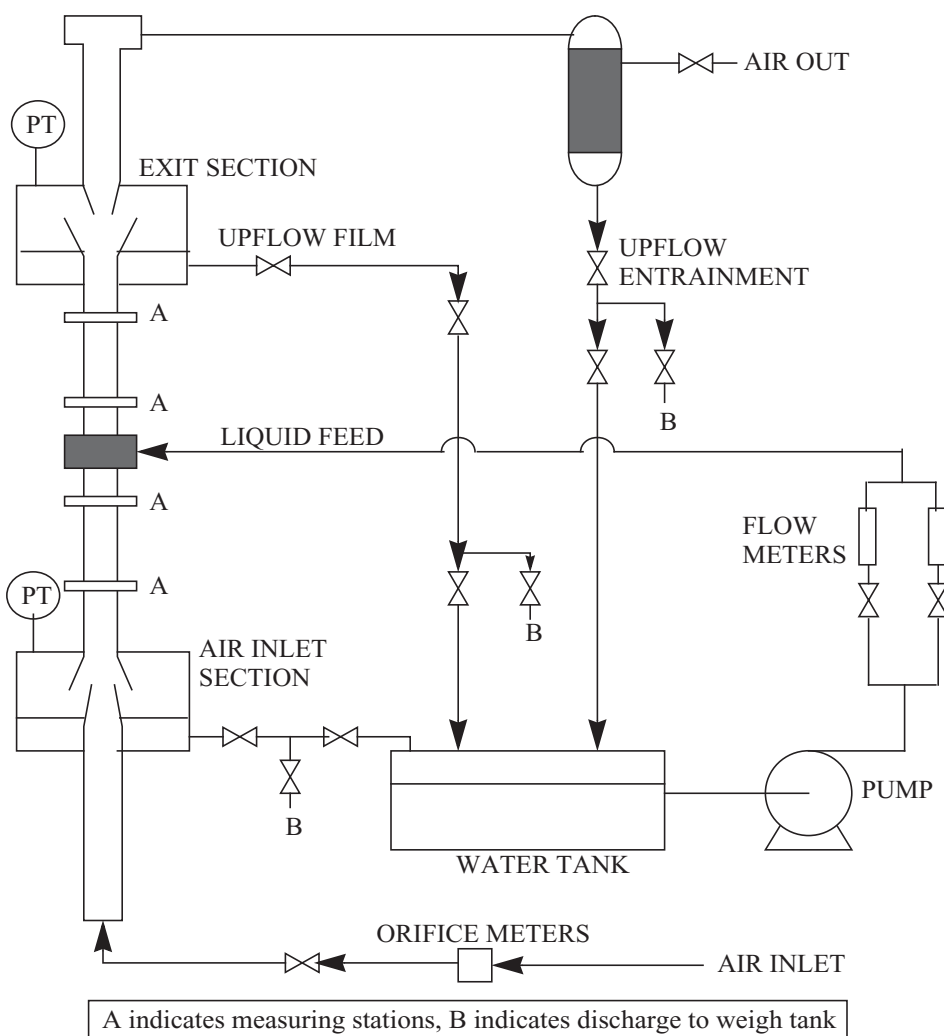 AIR OUT
PT
EXIT SECTION
UPFLOW FILM
UPFLOW
ENTRAINMENT
A
A
B
LIQUID FEED
A
FLOW
METERS
A
PT
B
AIR INLET
SECTION
PUMP
B
WATER TANK
ORIFICE METERS
AIR INLET
A indicates measuring stations, B indicates discharge to weigh tank